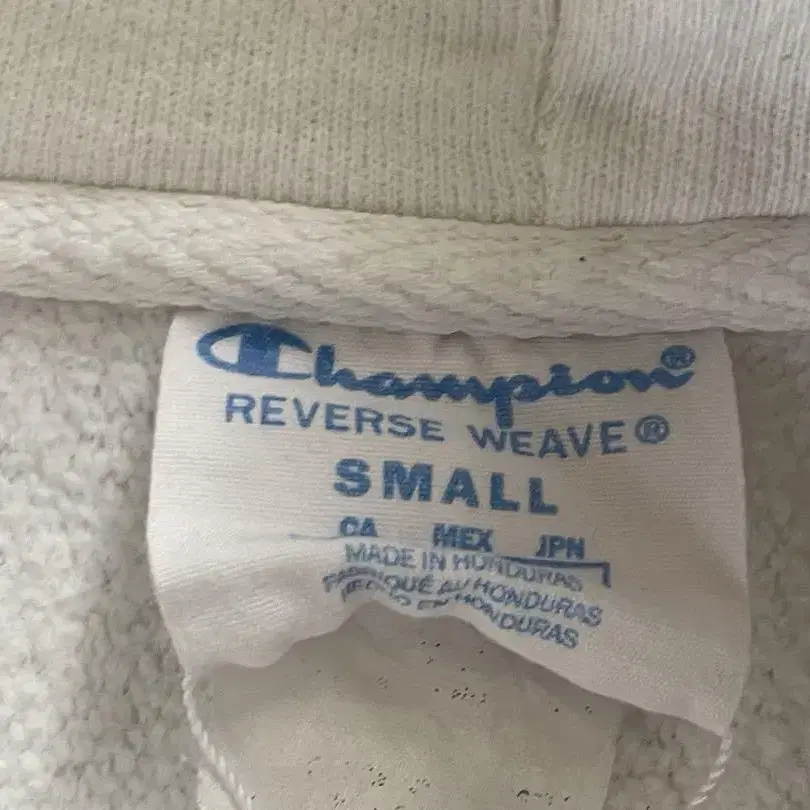 Champion®
REVERSE WEAVE®
SMALL
CA MEX JPN
MADE IN HONDURAS
FABRIQUÉ AU HONDURAS
HECHO EN HONDURAS